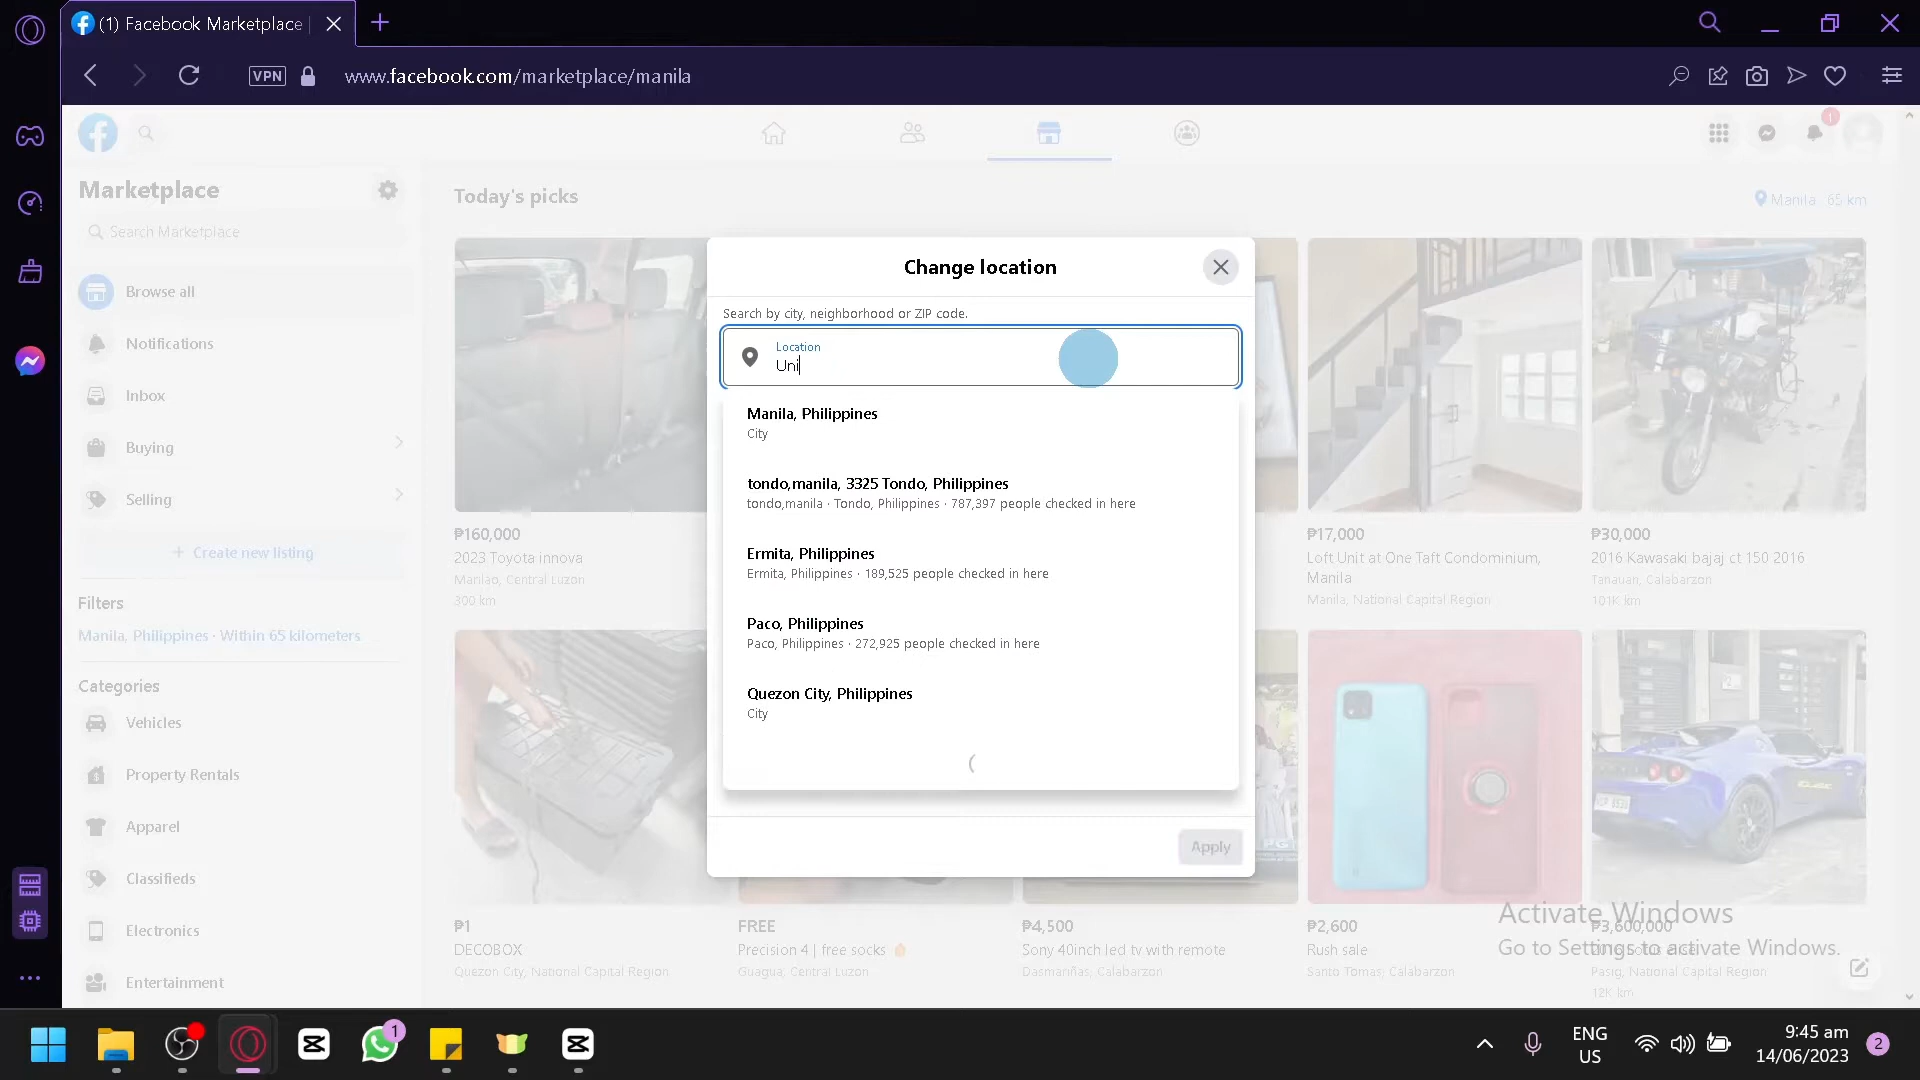 (1) Facebook Marketplace
VPN
www.facebook.com/marketplace/manila
1
Marketplace
Search Marketplace
Browse all
Notifications
Inbox
Buying
Selling
+ Create new listing
Filters
Manila, Philippines · Within 65 kilometers
Categories
Vehicles
Property Rentals
Apparel
Classifieds
Electronics
Entertainment
Today's picks
Manila · 65 km
Change location
Search by city, neighborhood or ZIP code.
Location
Uni
Manila, Philippines
City
tondo,manila, 3325 Tondo, Philippines
tondo,manila · Tondo, Philippines · 787,397 people checked in here
Ermita, Philippines
Ermita, Philippines · 189,525 people checked in here
Paco, Philippines
Paco, Philippines · 272,925 people checked in here
Quezon City, Philippines
City
Apply
₱160,000
2023 Toyota innova
Marilao, Central Luzon
300 km
₱17,000
Loft Unit at One Taft Condominium,
Manila
Manila, National Capital Region
₱30,000
2016 Kawasaki bajaj ct 150 2016
Tanauan, Calabarzon
101K km
₱1
DECOBOX
Quezon City, National Capital Region
FREE
Precision 4 | free socks
Guagua, Central Luzon
₱4,500
Sony 40inch led tv with remote
Dasmariñas, Calabarzon
₱2,600
Rush sale
Santo Tomas, Calabarzon
₱3,600,000
Pasig, National Capital Region
12K km
Activate Windows
Go to Settings to activate Windows.
1
ENG
US
9:45 am
14/06/2023
2